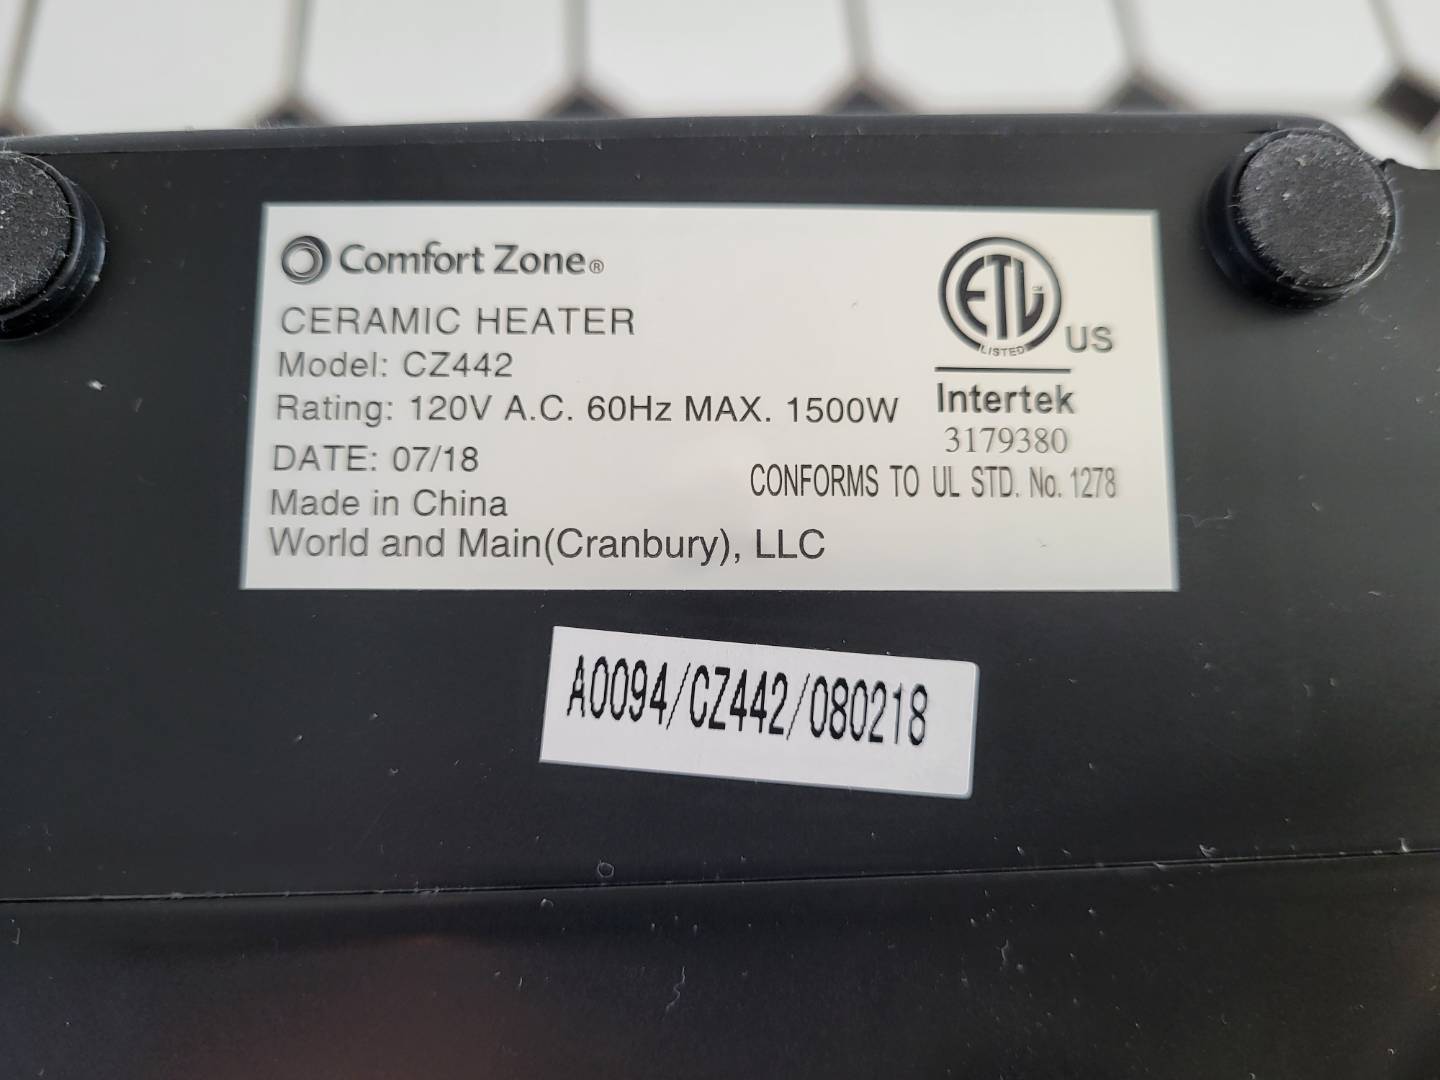 Comfort Zone®
CERAMIC HEATER
Model: CZ442
Rating: 120V A.C. 60Hz MAX. 1500W
DATE: 07/18
Made in China
World and Main(Cranbury), LLC
ETL CM
LISTED
US
Intertek
3179380
CONFORMS TO UL STD. No. 1278
A0094/CZ442/080218